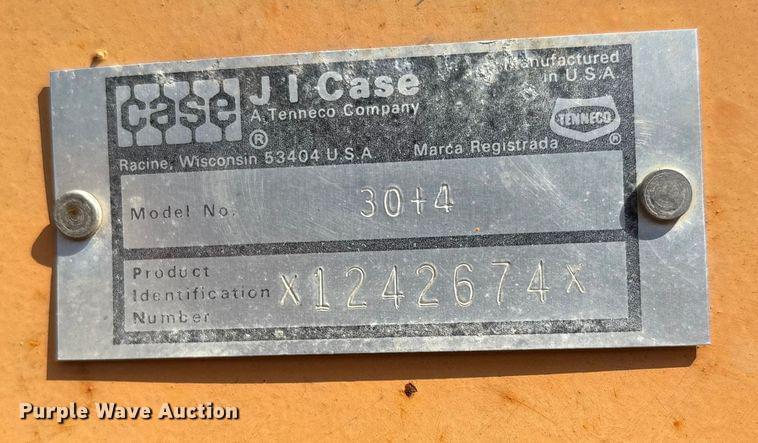 case
J I Case
A Tenneco Company
®
Manufactured
in U.S.A.
TENNECO
®
Racine, Wisconsin 53404 U.S.A. Marca Registrada
Model No. 30+4
Product
Identification
Number
X1242674X
Purple Wave Auction